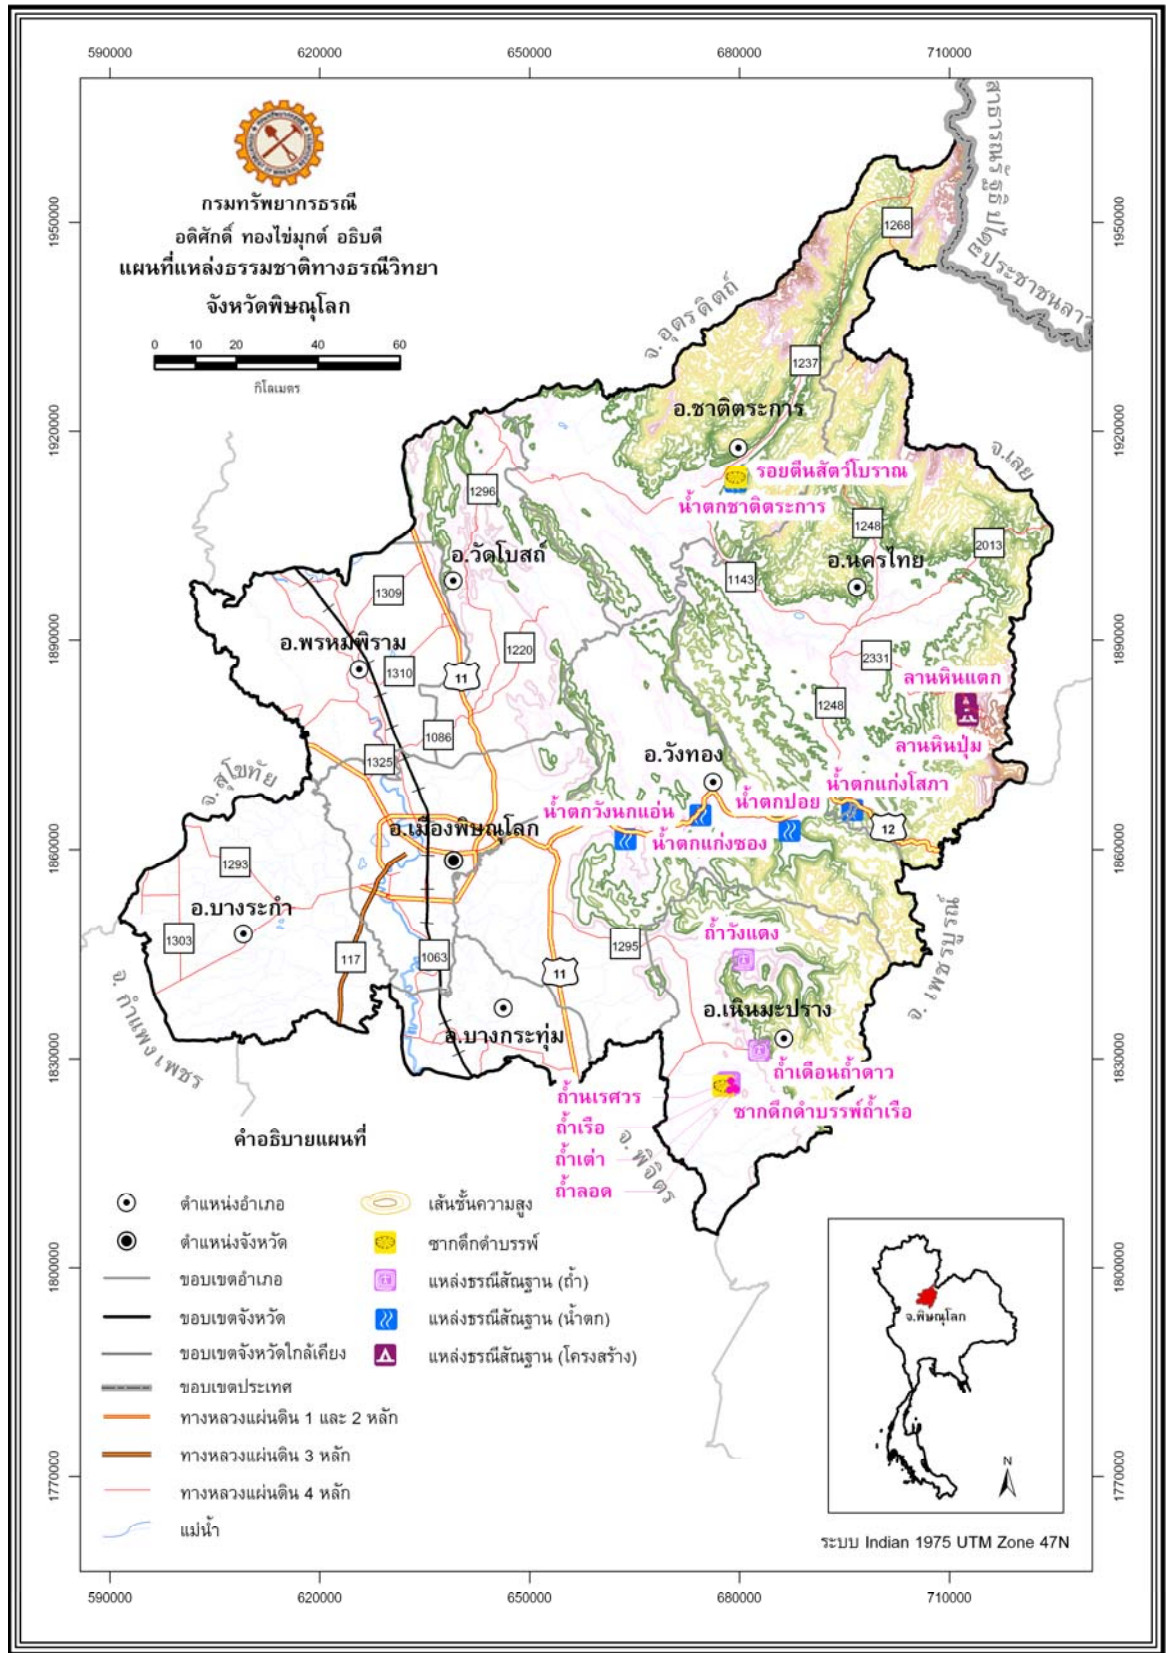 590000 620000 650000 680000 710000
1950000 1920000 1890000 1860000 1830000 1800000 1770000
กรมทรัพยากรธรณี
อดิศักดิ์ ทองไข่มุกต์ อธิบดี
แผนที่แหล่งธรรมชาติทางธรณีวิทยา
จังหวัดพิษณุโลก
0 10 20 40 60
กิโลเมตร
สาธารณรัฐธิปไตยประชาชนลาว
1268
จ.อุตรดิตถ์
1237
อ.ชาติตระการ
จ.เลย
รอยตีนสัตว์โบราณ
น้ำตกชาติตระการ
1296
1248
2013
อ.วัดโบสถ์
อ.นครไทย
1143
1309
1220
อ.พรหมพิราม
1310
11
2331
ลานหินแตก
1248
1086
ลานหินปุ่ม
1325
อ.วังทอง
จ.สุโขทัย
น้ำตกแก่งโสภา
น้ำตกปอย
น้ำตกวังนกแอ่น
12
อ.เมืองพิษณุโลก
น้ำตกแก่งซอง
1293
อ.บางระกำ
จ. เพชรบูรณ์
ถ้ำวังแดง
1303
117
1063
1295
11
จ. กำแพงเพชร
อ.เนินมะปราง
อ.บางกระทุ่ม
ถ้ำเดือนถ้ำดาว
ถ้ำนเรศวร
ซากดึกดำบรรพ์ถ้ำเรือ
ถ้ำเรือ
ถ้ำเต่า
จ. พิจิตร
ถ้ำลอด
คำอธิบายแผนที่
ตำแหน่งอำเภอ
ตำแหน่งจังหวัด
ขอบเขตอำเภอ
ขอบเขตจังหวัด
ขอบเขตจังหวัดใกล้เคียง
ขอบเขตประเทศ
ทางหลวงแผ่นดิน 1 และ 2 หลัก
ทางหลวงแผ่นดิน 3 หลัก
ทางหลวงแผ่นดิน 4 หลัก
แม่น้ำ
เส้นชั้นความสูง
ซากดึกดำบรรพ์
แหล่งธรณีสัณฐาน (ถ้ำ)
แหล่งธรณีสัณฐาน (น้ำตก)
แหล่งธรณีสัณฐาน (โครงสร้าง)
จ.พิษณุโลก
N
ระบบ Indian 1975 UTM Zone 47N
1950000 1920000 1890000 1860000 1830000 1800000 1770000
590000 620000 650000 680000 710000